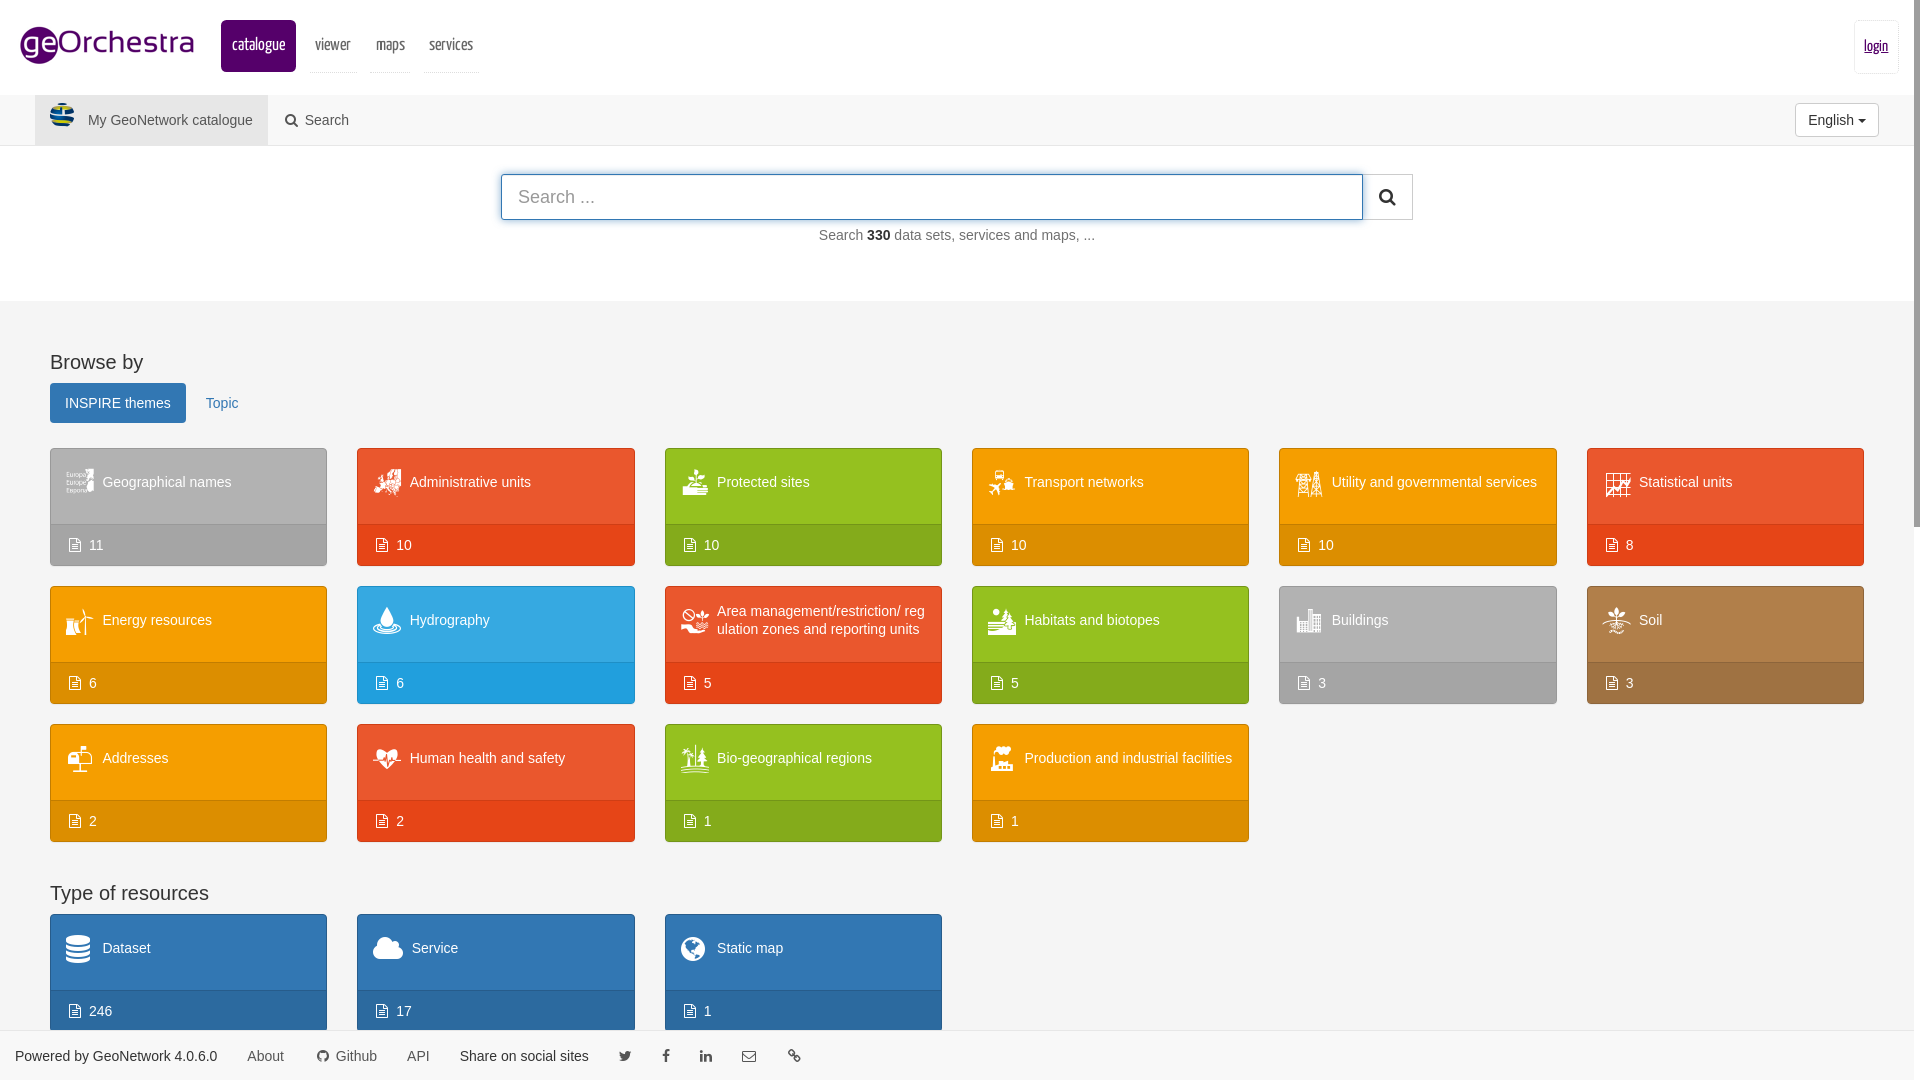 geOrchestra catalogue viewer maps services login
My GeoNetwork catalogue Search English
Search ...
Search 330 data sets, services and maps, ...
Browse by
INSPIRE themes Topic
Geographical names
11
Administrative units
10
Protected sites
10
Transport networks
10
Utility and governmental services
10
Statistical units
8
Energy resources
6
Hydrography
6
Area management/restriction/ reg
ulation zones and reporting units
5
Habitats and biotopes
5
Buildings
3
Soil
3
Addresses
2
Human health and safety
2
Bio-geographical regions
1
Production and industrial facilities
1
Type of resources
Dataset
246
Service
17
Static map
1
Powered by GeoNetwork 4.0.6.0 About Github API Share on social sites